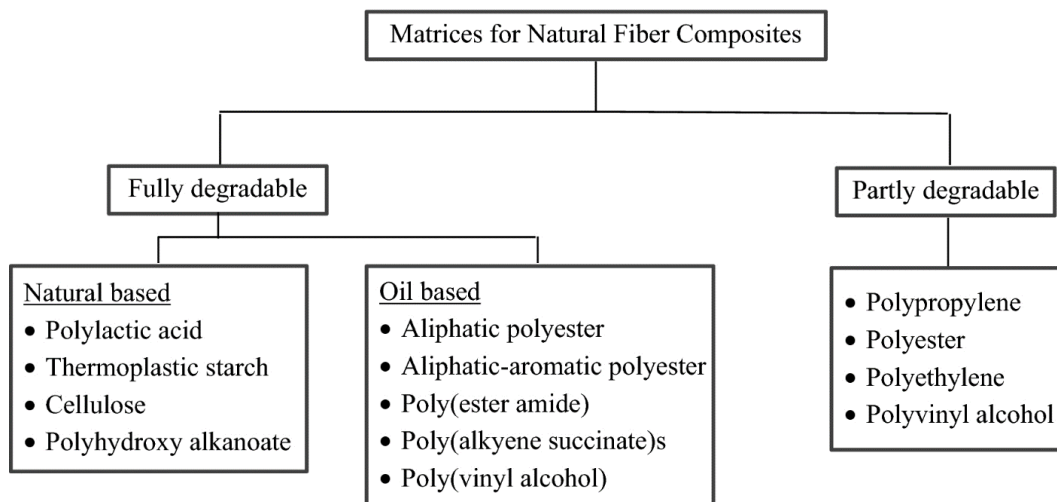 Matrices for Natural Fiber Composites
Fully degradable
Partly degradable
Natural based
• Polylactic acid
• Thermoplastic starch
• Cellulose
• Polyhydroxy alkanoate
Oil based
• Aliphatic polyester
• Aliphatic-aromatic polyester
• Poly(ester amide)
• Poly(alkyene succinate)s
• Poly(vinyl alcohol)
• Polypropylene
• Polyester
• Polyethylene
• Polyvinyl alcohol